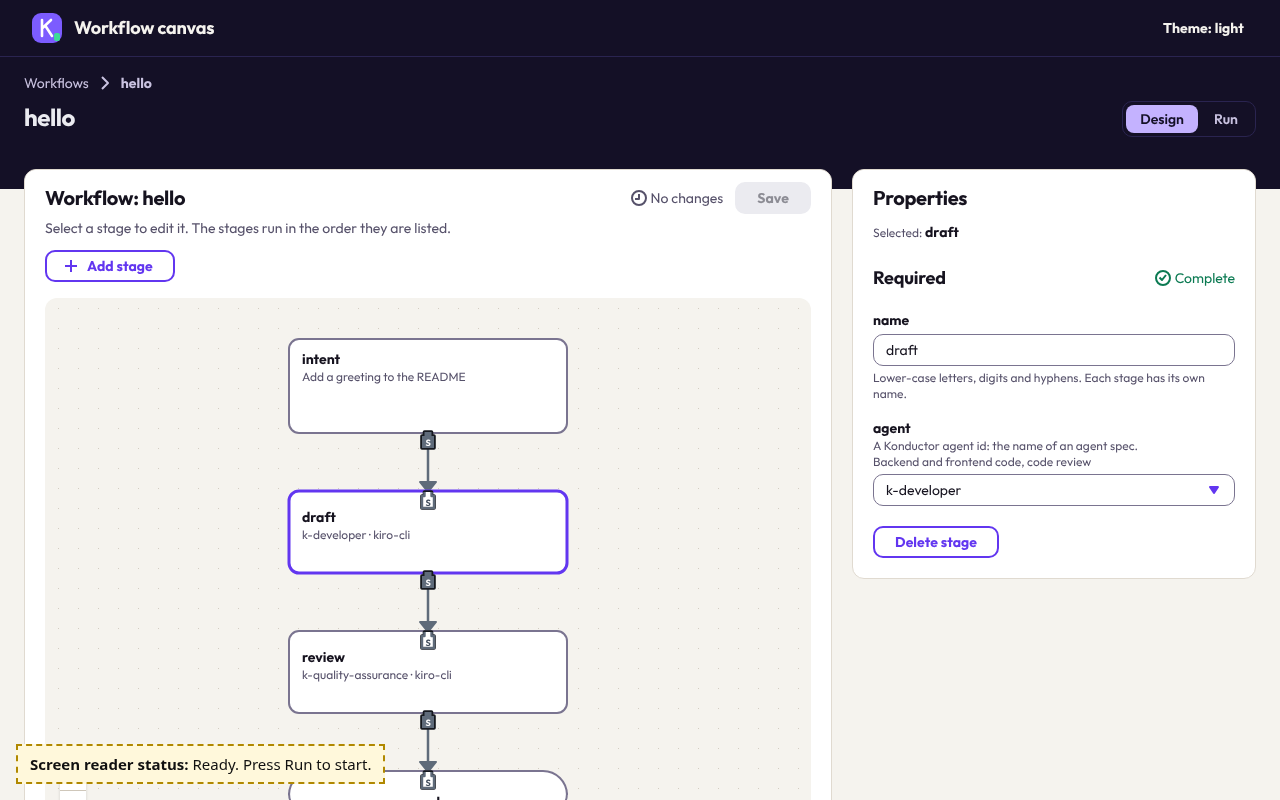 Workflow canvas
Theme: light
Workflows > hello
hello
Design
Run
Workflow: hello
No changes
Save
Select a stage to edit it. The stages run in the order they are listed.
+ Add stage
intent
Add a greeting to the README
s
s
draft
k-developer · kiro-cli
s
s
review
k-quality-assurance · kiro-cli
s
s
Screen reader status: Ready. Press Run to start.
Properties
Selected: draft
Required
Complete
name
draft
Lower-case letters, digits and hyphens. Each stage has its own
name.
agent
A Konductor agent id: the name of an agent spec.
Backend and frontend code, code review
k-developer
Delete stage